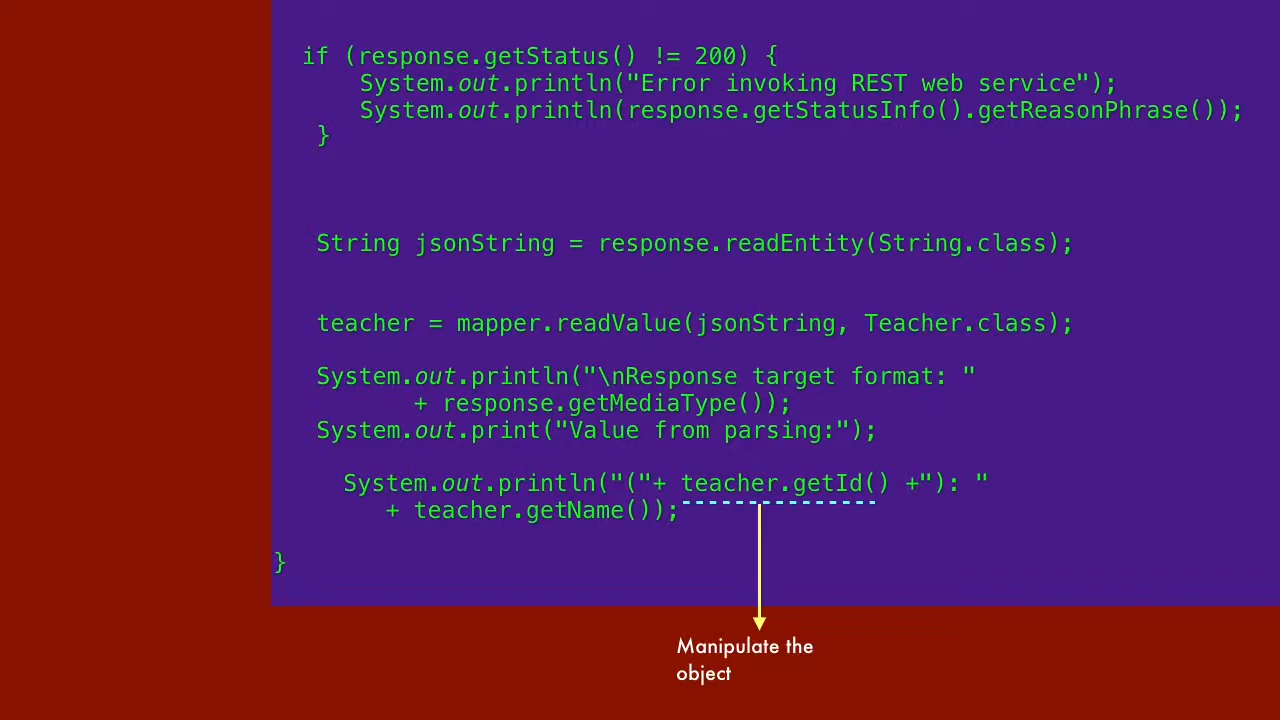 if (response.getStatus() != 200) {
System.out.println("Error invoking REST web service");
System.out.println(response.getStatusInfo().getReasonPhrase());
}
String jsonString = response.readEntity(String.class);
teacher = mapper.readValue(jsonString, Teacher.class);
System.out.println("\nResponse target format: "
+ response.getMediaType());
System.out.print("Value from parsing:");
System.out.println("("+ teacher.getId() +"): "
+ teacher.getName());
}
Manipulate the
object